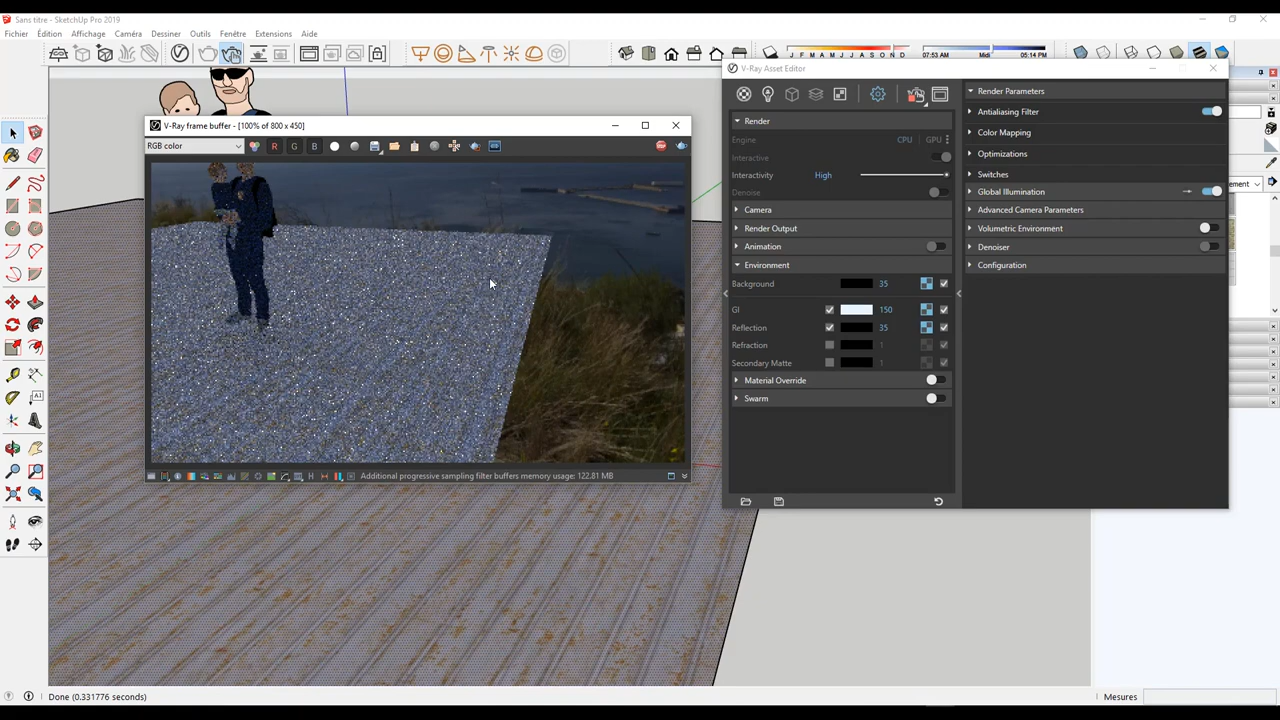 Sans titre - SketchUp Pro 2019
Fichier Édition Affichage Caméra Dessiner Outils Fenêtre Extensions Aide
J F M A M J J A S O N D
07:53 AM Midi 05:14 PM
V-Ray Asset Editor
Render Parameters
Antialiasing Filter
Color Mapping
Optimizations
Switches
Global Illumination
Advanced Camera Parameters
Volumetric Environment
Denoiser
Configuration
Render
Engine CPU GPU
Interactive
Interactivity High
Denoise
Camera
Render Output
Animation
Environment
Background 35
GI 150
Reflection 35
Refraction 1
Secondary Matte 1
Material Override
Swarm
V-Ray frame buffer - [100% of 800 x 450]
RGB color R G B
STOP
H
Additional progressive sampling filter buffers memory usage: 122.81 MB
ement
A1
Done (0.331776 seconds)
Mesures